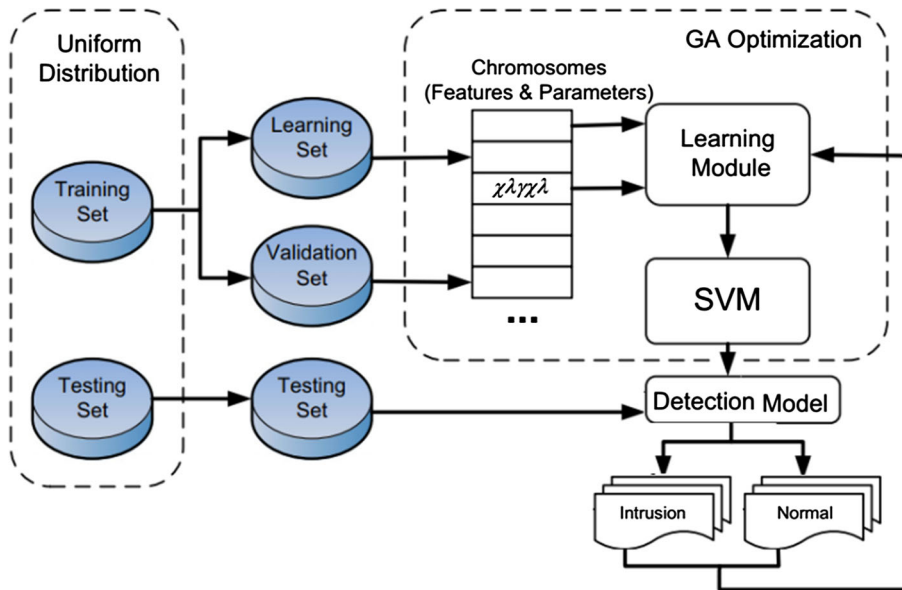 Uniform
Distribution
GA Optimization
Chromosomes
(Features & Parameters)
Learning
Set
Learning
Module
Training
Set
χλγχλ
Validation
Set
SVM
...
Testing
Set
Testing
Set
Detection Model
Intrusion
Normal